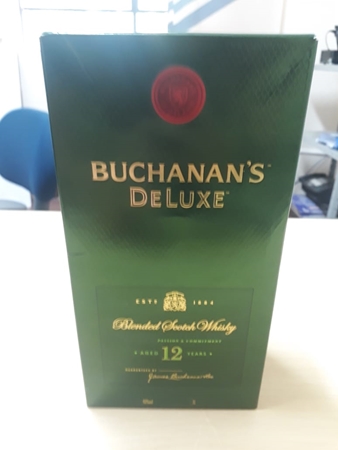 BUCHANAN'S
DELUXE
ESTD 1884
Blended Scotch Whisky
AGED 12 YEARS